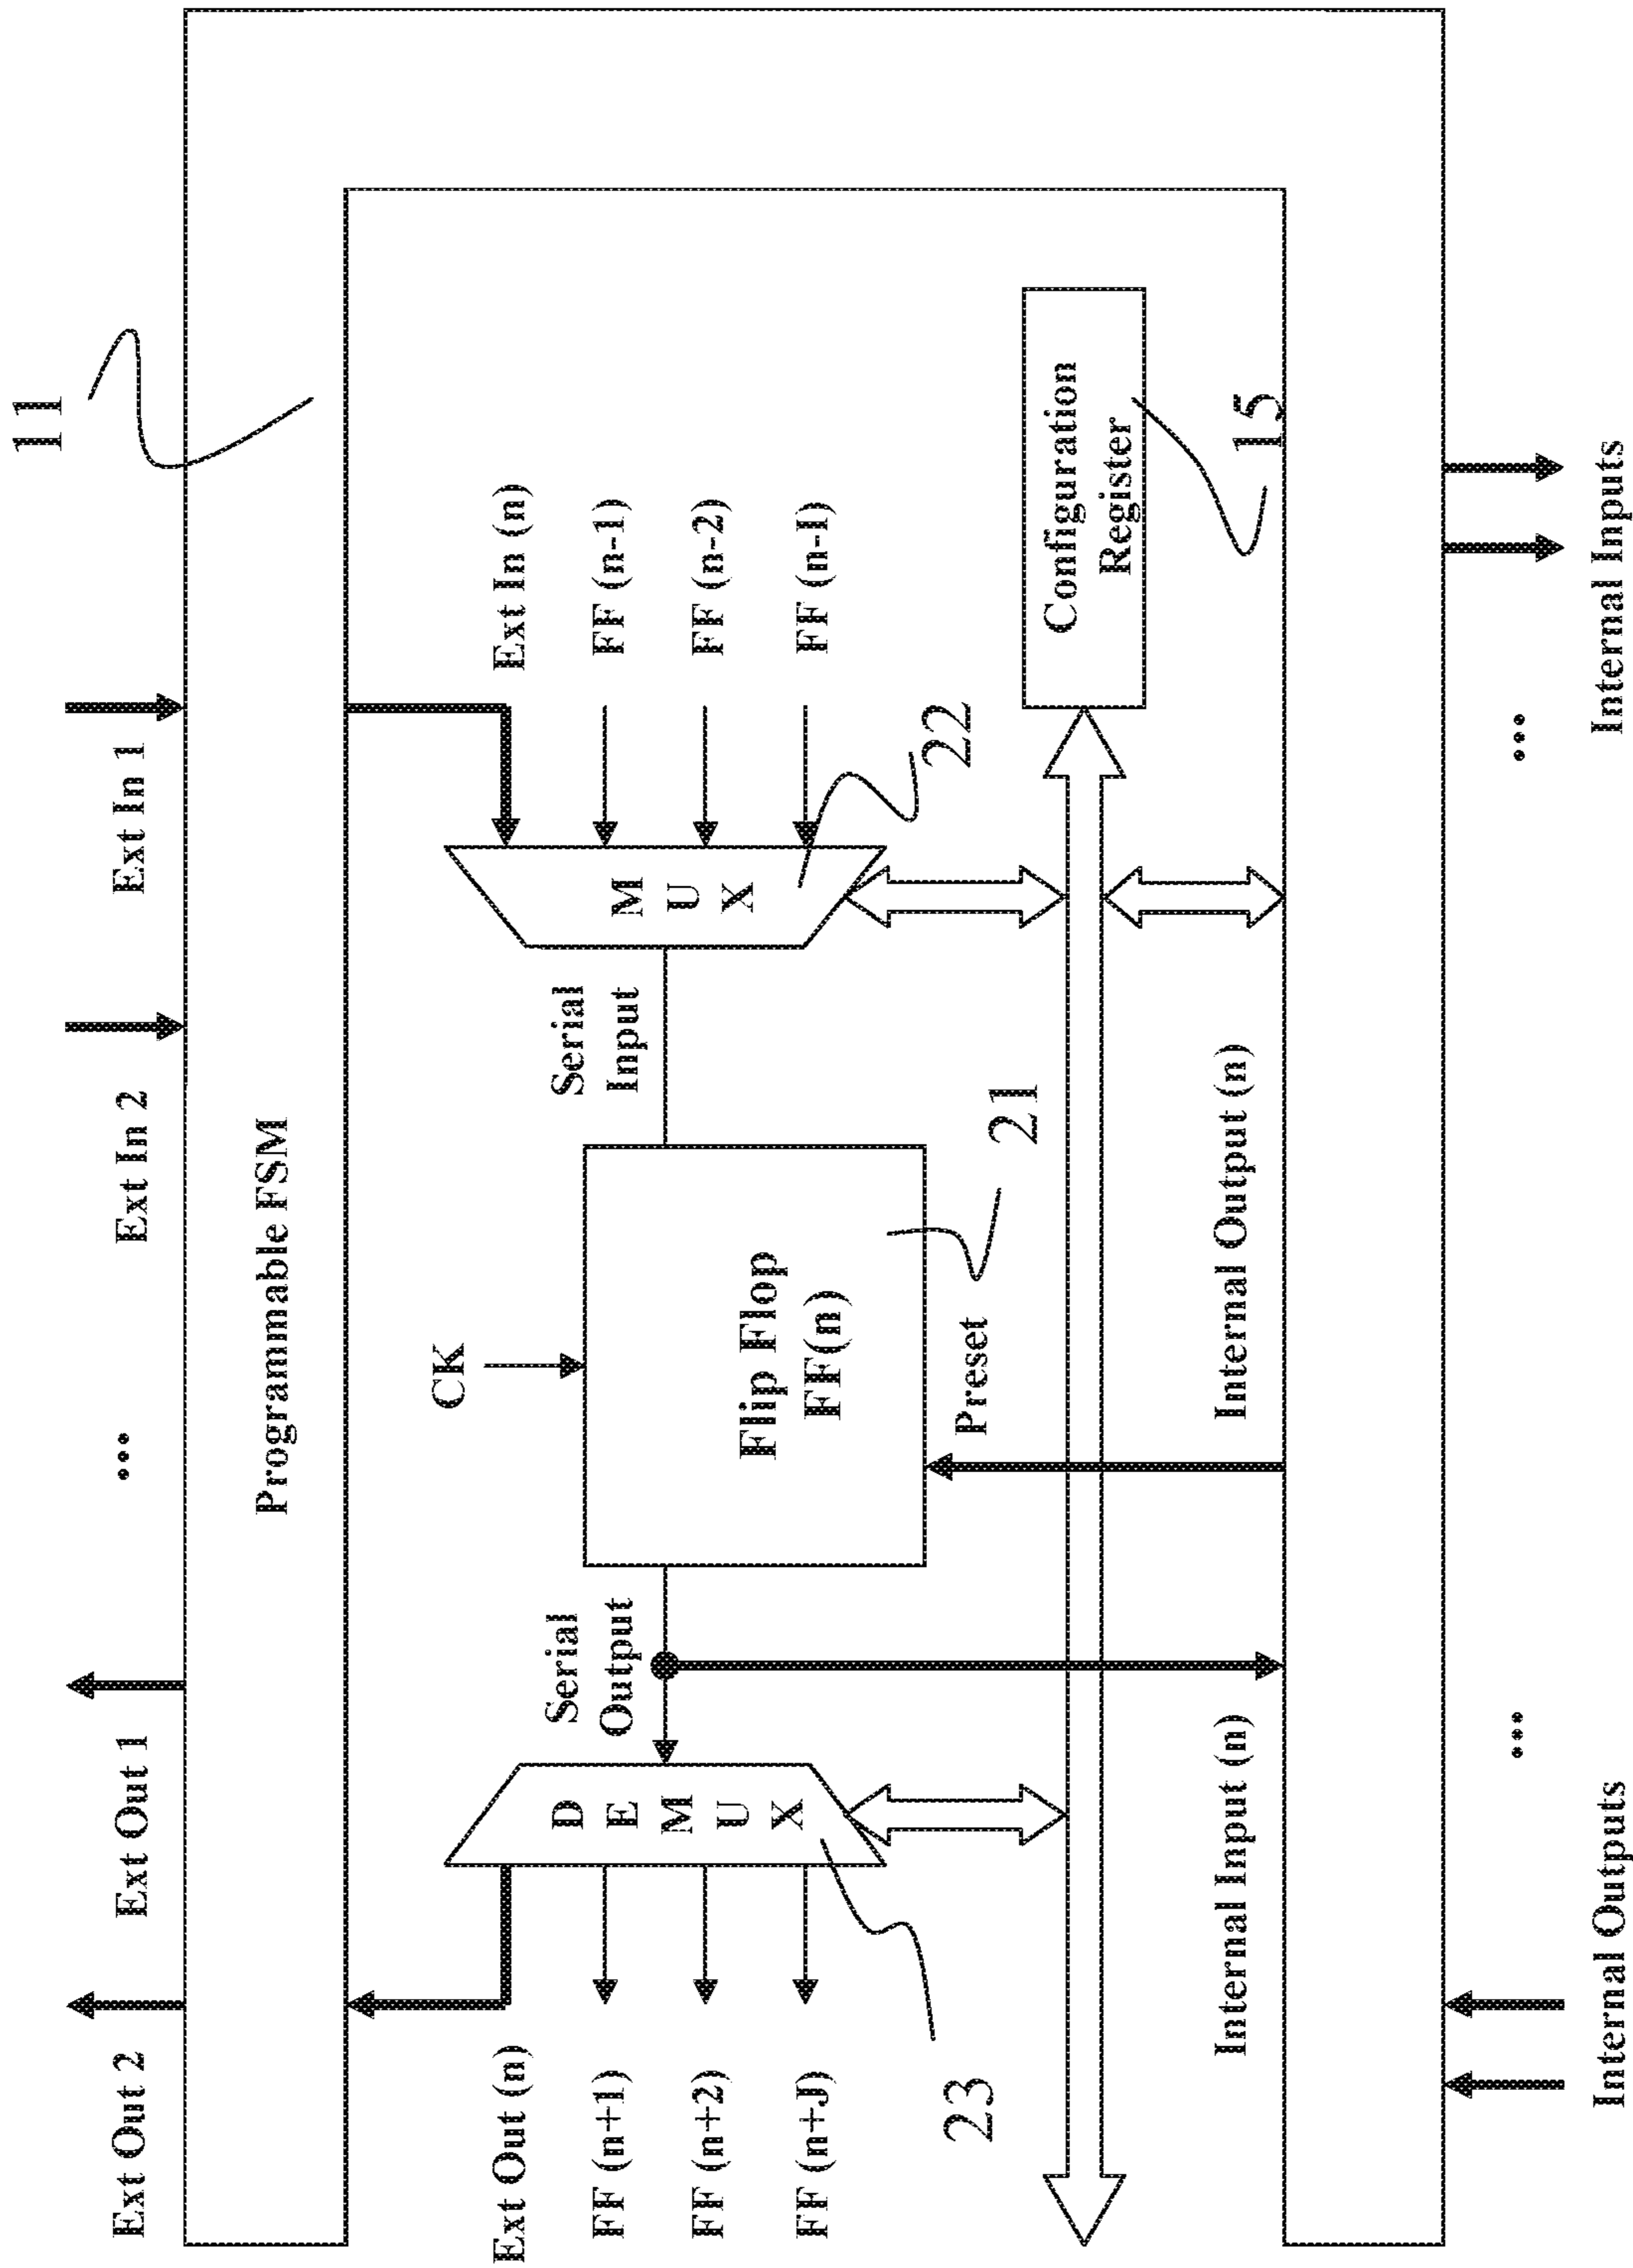 11
Ext In 1
Ext In 2
...
Ext Out 1
Ext Out 2
Programmable FSM
Ext In (n)
FF (n-1)
FF (n-2)
FF (n-I)
M
U
X
22
Serial
Input
CK
Flip Flop
FF(n)
21
Preset
Serial
Output
D
E
M
U
X
23
Ext Out (n)
FF (n+1)
FF (n+2)
FF (n+J)
Configuration
Register
15
Internal Output (n)
Internal Input (n)
...
Internal Inputs
...
Internal Outputs